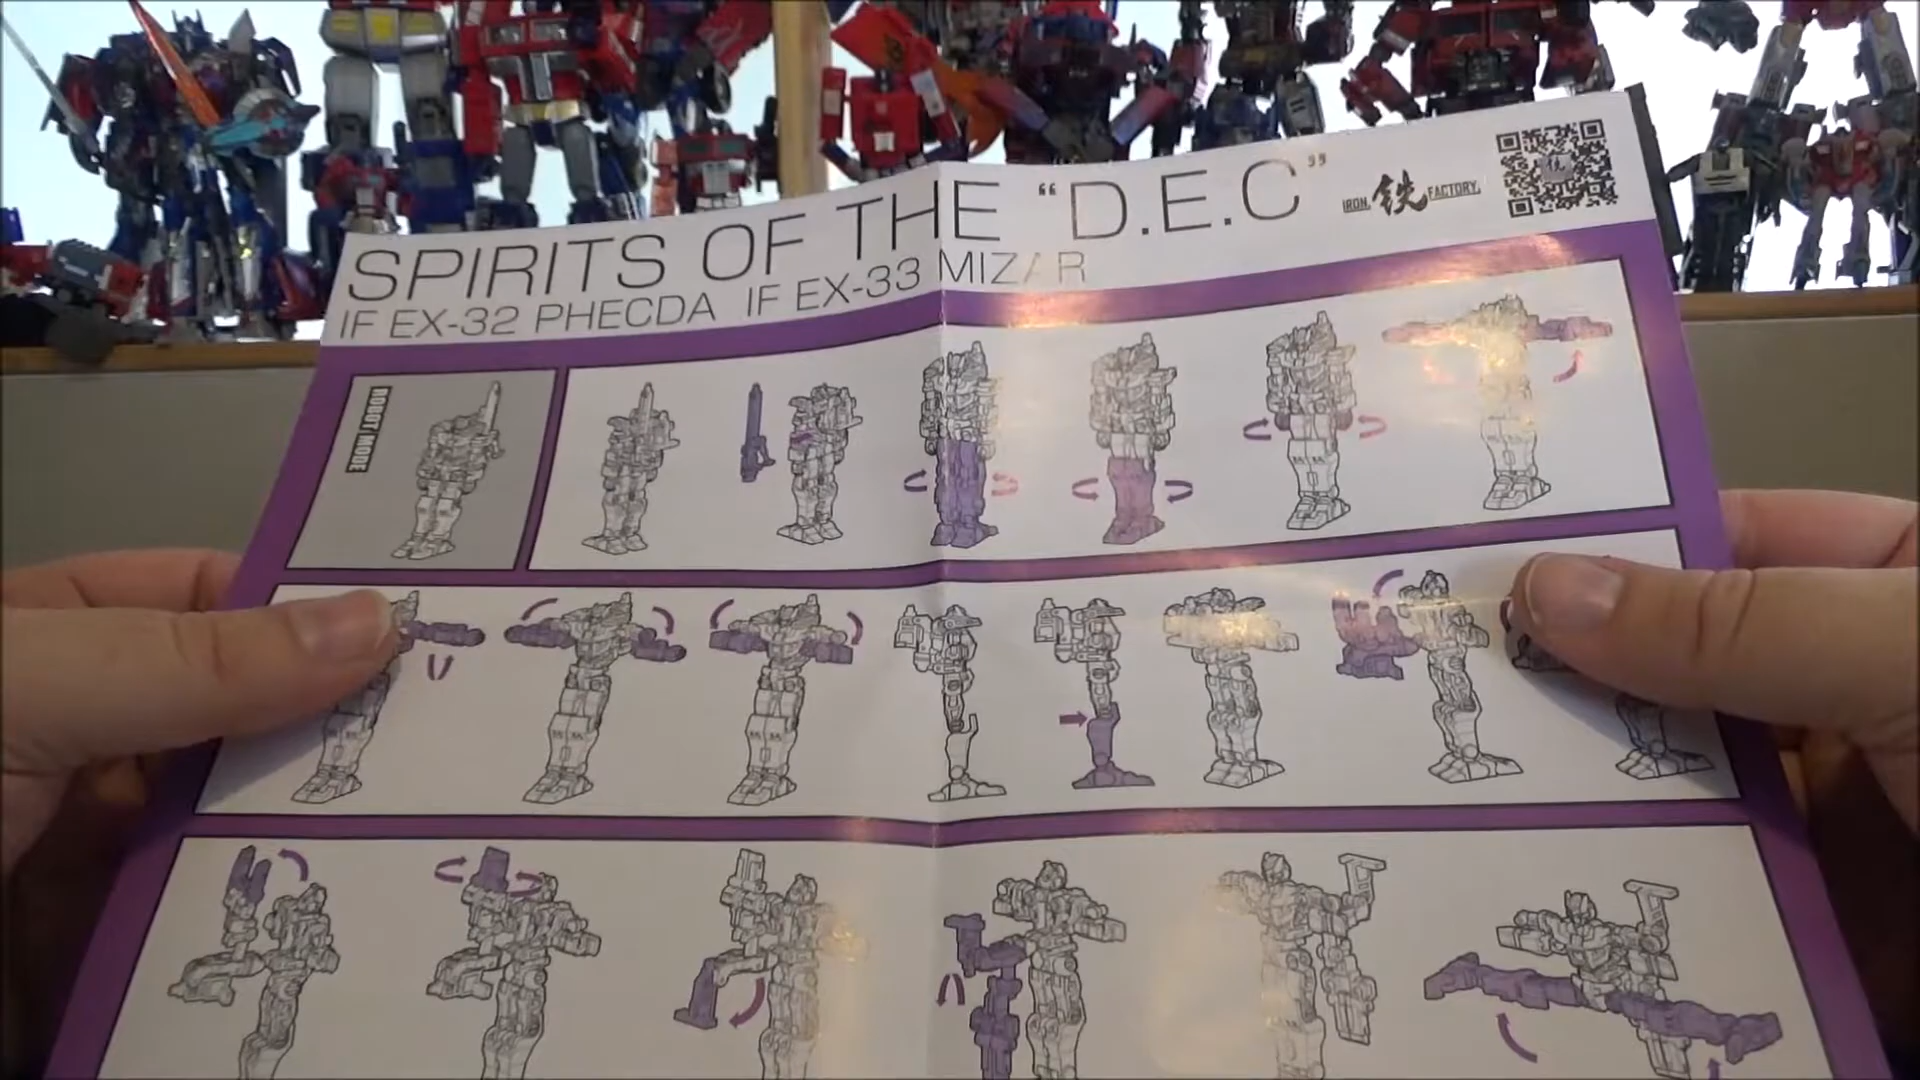 SPIRITS OF THE “D.E.C”
IRON 铁 FACTORY.
IF EX-32 PHECDA IF EX-33 MIZAR
ROBOT MODE